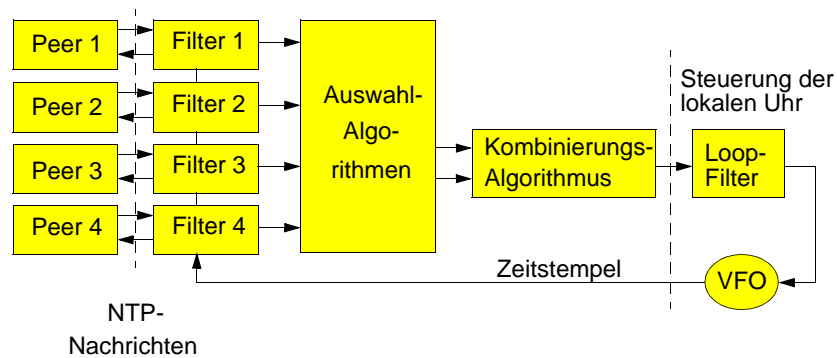 Peer 1
Filter 1
Peer 2
Filter 2
Peer 3
Filter 3
Peer 4
Filter 4
Auswahl-
Algo-
rithmen
Kombinierungs-
Algorithmus
Steuerung der
lokalen Uhr
Loop-
Filter
Zeitstempel
VFO
NTP-
Nachrichten